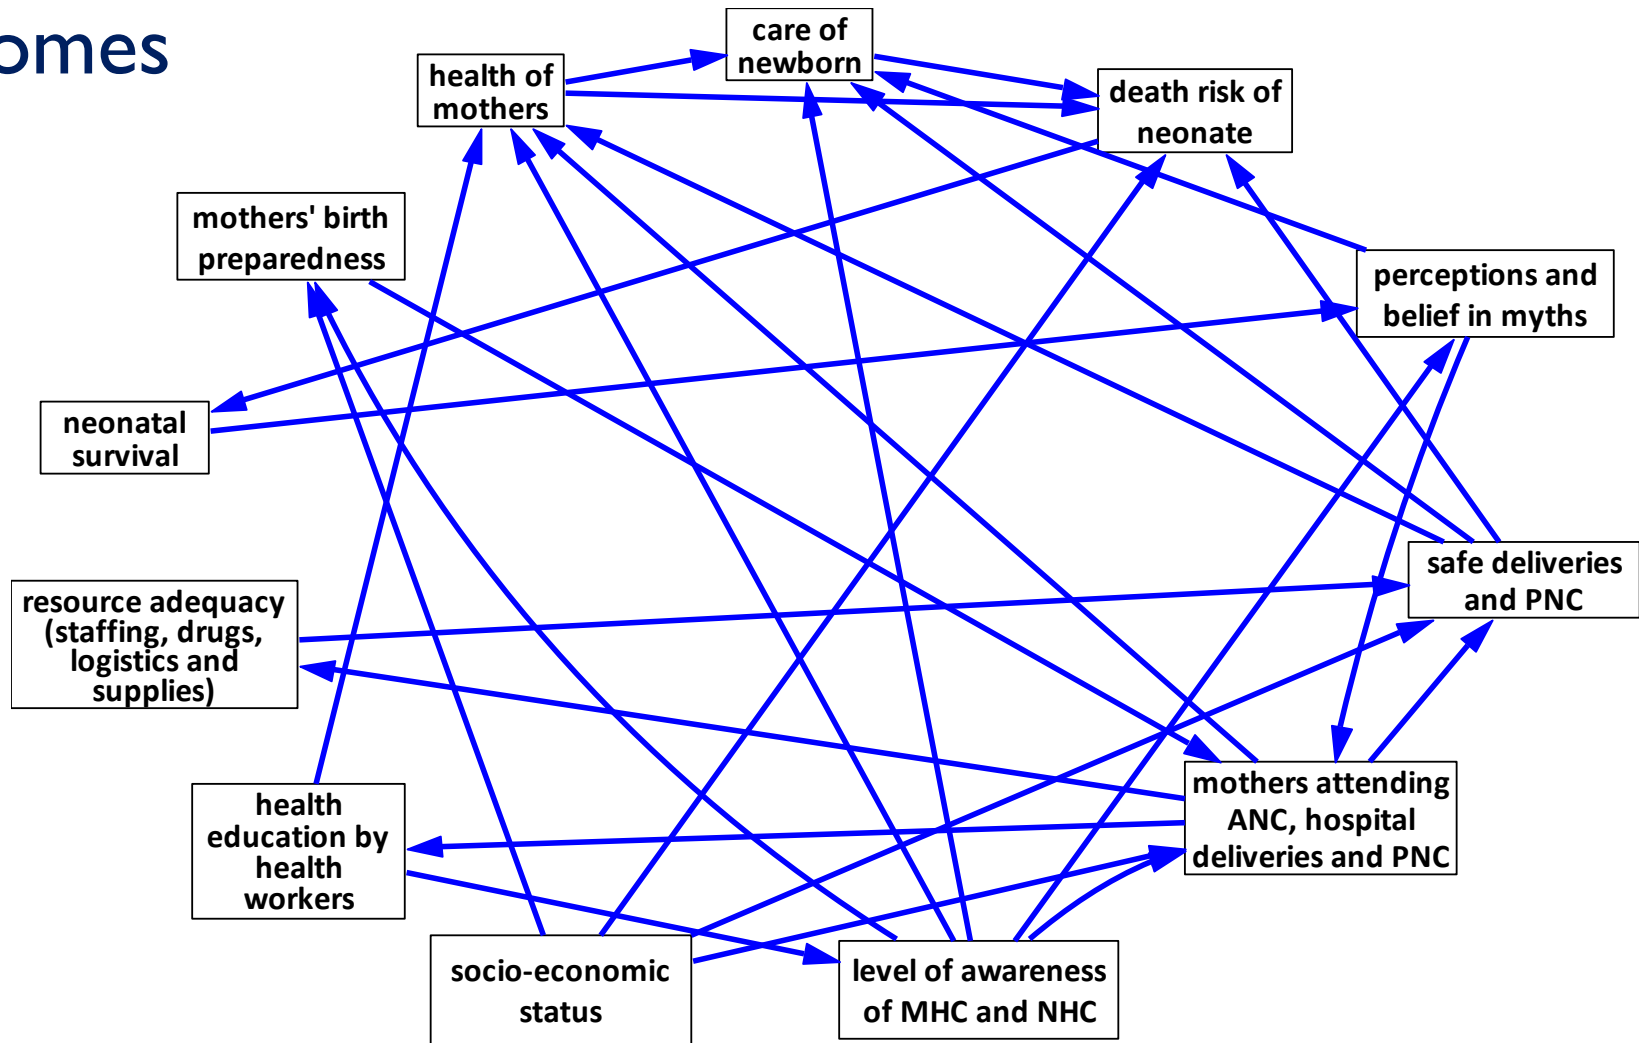 omes
care of
newborn
health of
mothers
death risk of
neonate
mothers' birth
preparedness
perceptions and
belief in myths
neonatal
survival
safe deliveries
and PNC
resource adequacy
(staffing, drugs,
logistics and
supplies)
mothers attending
ANC, hospital
deliveries and PNC
health
education by
health
workers
socio-economic
status
level of awareness
of MHC and NHC